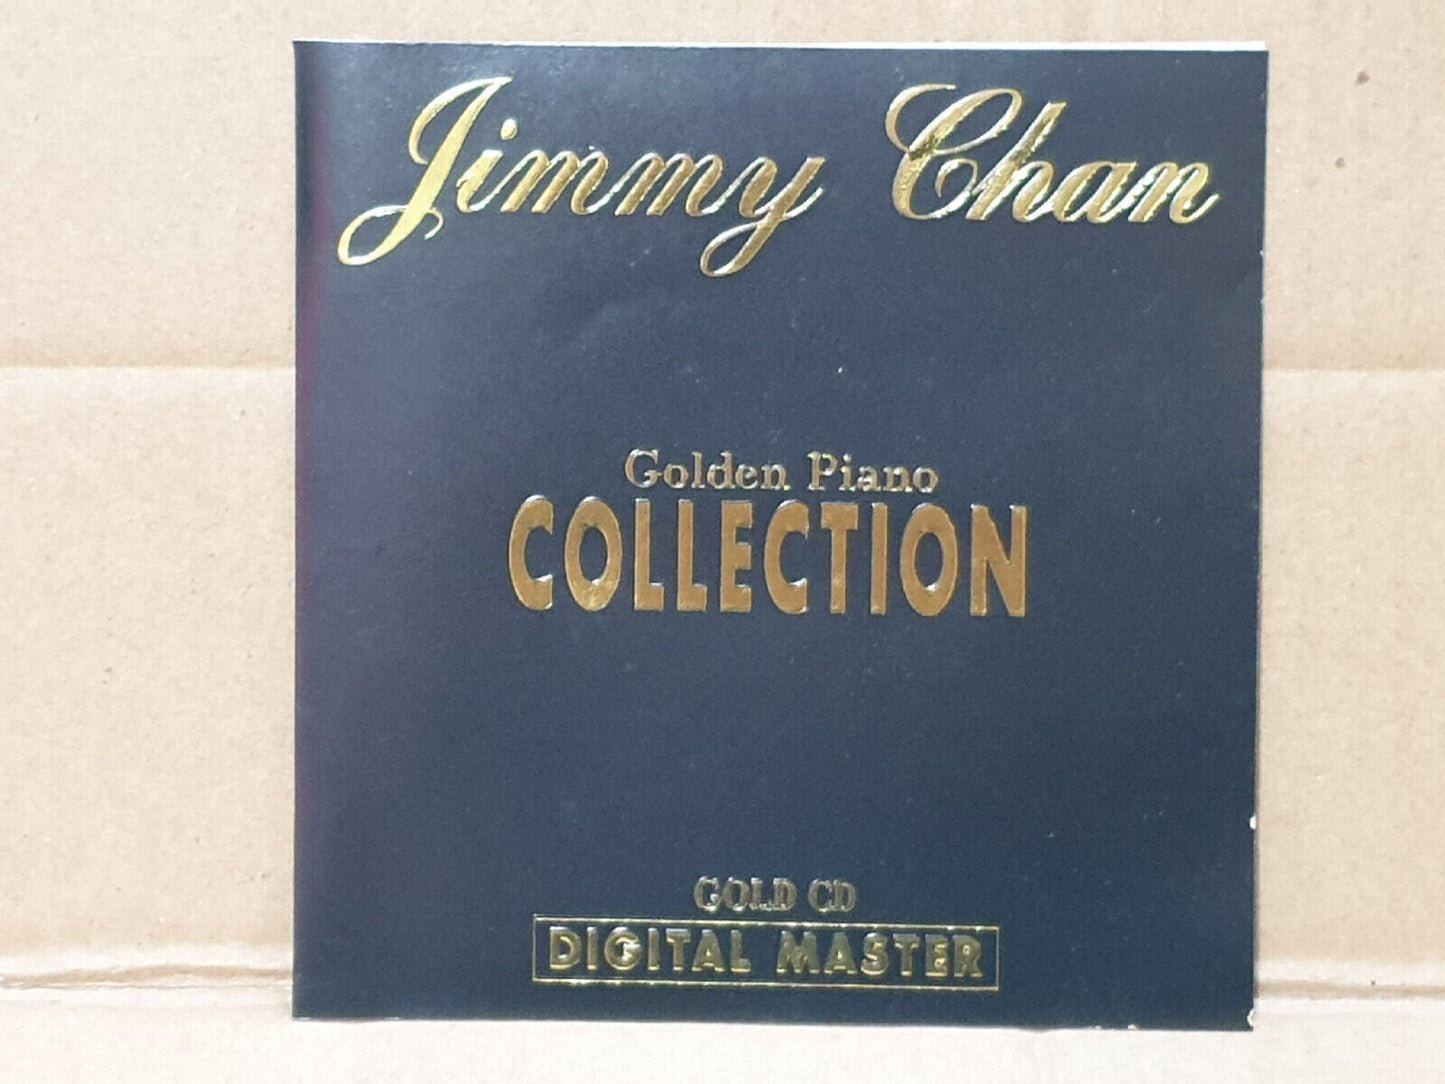 Jimmy Chan
Golden Piano
COLLECTION
GOLD CD
DIGITAL MASTER